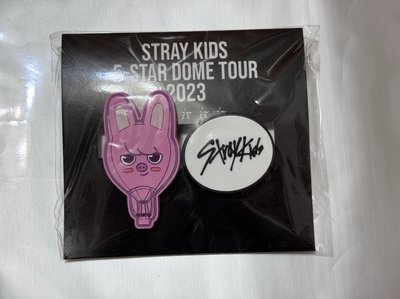 STRAY KIDS
5-STAR DOME TOUR
2023
Stray Kids